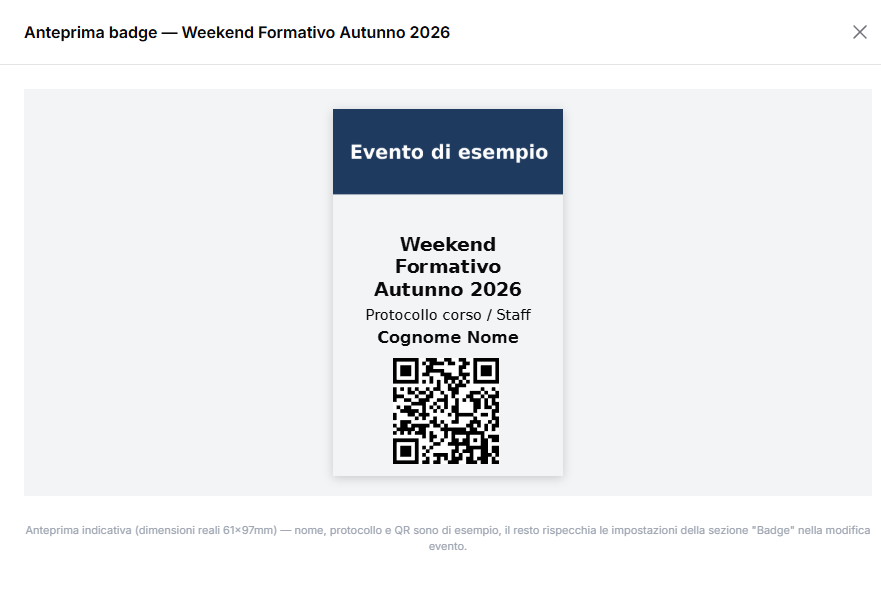 Anteprima badge — Weekend Formativo Autunno 2026
Evento di esempio
Weekend
Formativo
Autunno 2026
Protocollo corso / Staff
Cognome Nome
Anteprima indicativa (dimensioni reali 61×97mm) — nome, protocollo e QR sono di esempio, il resto rispecchia le impostazioni della sezione "Badge" nella modifica
evento.